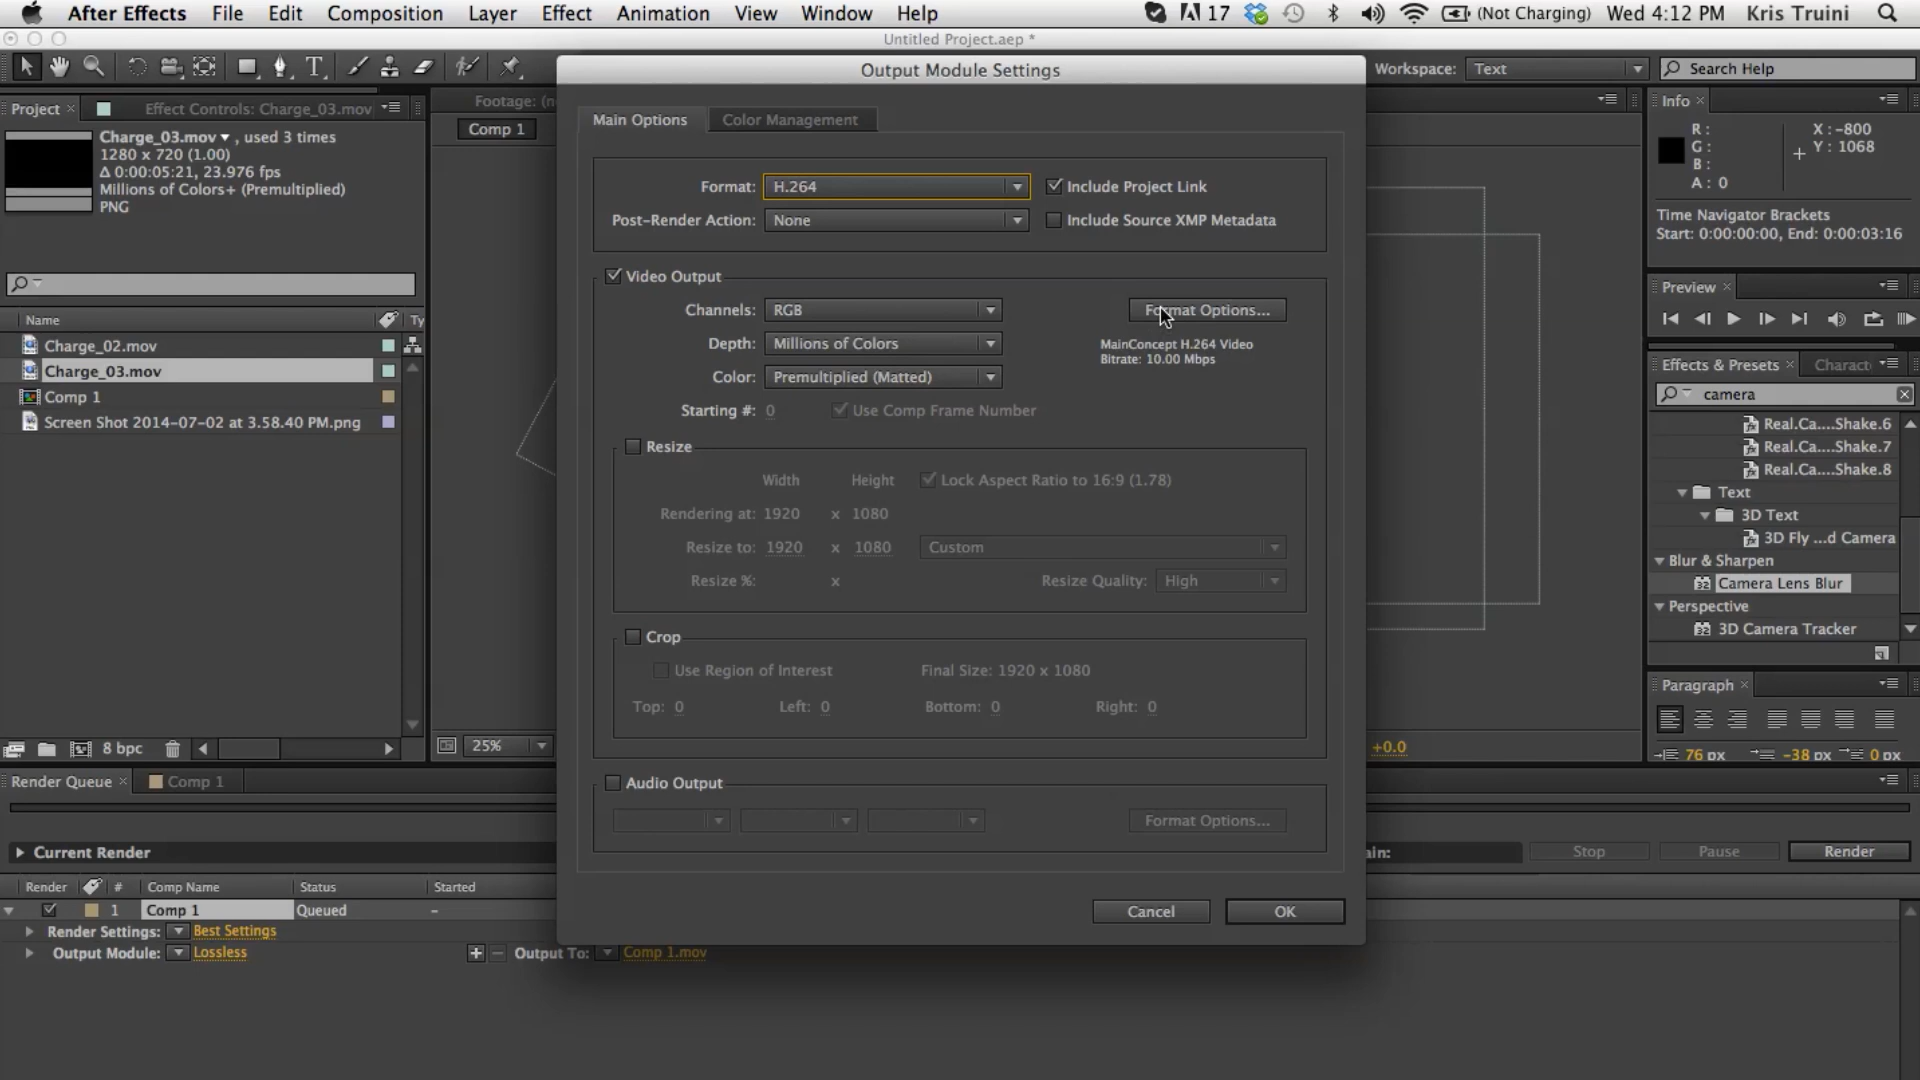 After Effects File Edit Composition Layer Effect Animation View Window Help 17 (Not Charging) Wed 4:12 PM Kris Truini
Untitled Project.aep *
T Workspace: Text Search Help
Output Module Settings
Project Effect Controls: Charge_03.mov
Charge_03.mov , used 3 times
1280 x 720 (1.00)
Δ 0:00:05:21, 23.976 fps
Millions of Colors+ (Premultiplied)
PNG
Name Ty
Charge_02.mov
Charge_03.mov
Comp 1
Screen Shot 2014-07-02 at 3.58.40 PM.png
8 bpc
Footage: (n
Comp 1
25%
Main Options Color Management
Format: H.264 Include Project Link
Post-Render Action: None Include Source XMP Metadata
Video Output
Channels: RGB Format Options...
Depth: Millions of Colors MainConcept H.264 Video
Bitrate: 10.00 Mbps
Color: Premultiplied (Matted)
Starting #: 0 Use Comp Frame Number
Resize
Width Height Lock Aspect Ratio to 16:9 (1.78)
Rendering at: 1920 x 1080
Resize to: 1920 x 1080 Custom
Resize %: x Resize Quality: High
Crop
Use Region of Interest Final Size: 1920 x 1080
Top: 0 Left: 0 Bottom: 0 Right: 0
Audio Output
Format Options...
Cancel OK
+0.0
Info
R: X: -800
G: Y: 1068
B:
A: 0
Time Navigator Brackets
Start: 0:00:00:00, End: 0:00:03:16
Preview
Effects & Presets Charact
camera
Real.Ca....Shake.6
Real.Ca....Shake.7
Real.Ca....Shake.8
Text
3D Text
3D Fly ...d Camera
Blur & Sharpen
32 Camera Lens Blur
Perspective
32 3D Camera Tracker
Paragraph
76 px -38 px 0 px
Render Queue Comp 1
Current Render ain: Stop Pause Render
Render # Comp Name Status Started
1 Comp 1 Queued –
Render Settings: Best Settings
Output Module: Lossless Output To: Comp 1.mov